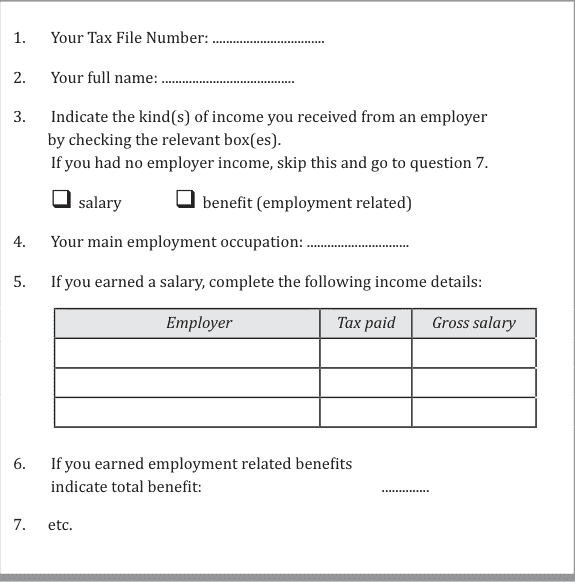 1. Your Tax File Number: .................................
2. Your full name: .......................................
3. Indicate the kind(s) of income you received from an employer
by checking the relevant box(es).
If you had no employer income, skip this and go to question 7.
❑ salary ❑ benefit (employment related)
4. Your main employment occupation: ..............................
5. If you earned a salary, complete the following income details:
Employer Tax paid Gross salary
6. If you earned employment related benefits
indicate total benefit: ..............
7. etc.